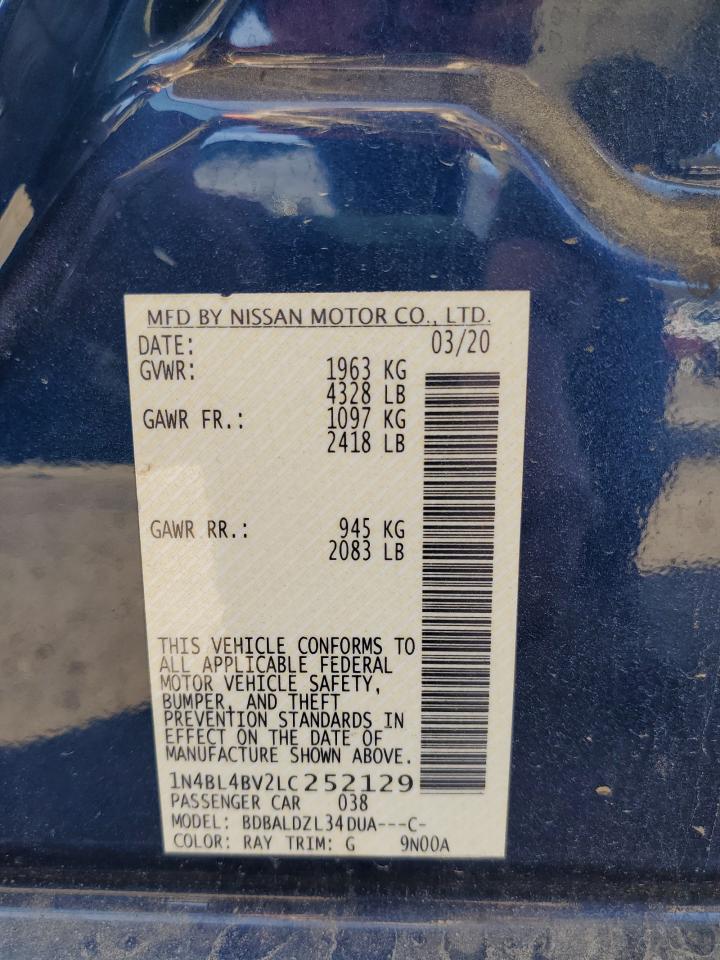 MFD BY NISSAN MOTOR CO., LTD.
DATE: 03/20
GVWR: 1963 KG
4328 LB
GAWR FR.: 1097 KG
2418 LB
GAWR RR.: 945 KG
2083 LB
THIS VEHICLE CONFORMS TO
ALL APPLICABLE FEDERAL
MOTOR VEHICLE SAFETY,
BUMPER, AND THEFT
PREVENTION STANDARDS IN
EFFECT ON THE DATE OF
MANUFACTURE SHOWN ABOVE.
1N4BL4BV2LC252129
PASSENGER CAR 038
MODEL: BDBALDZL34DUA---C-
COLOR: RAY TRIM: G 9N00A